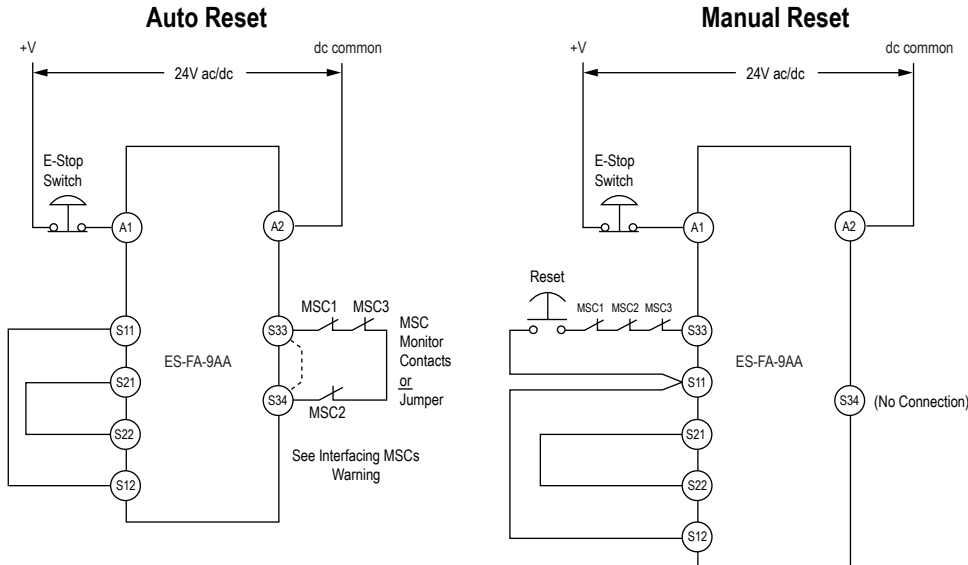 Auto Reset
+V
dc common
24V ac/dc
E-Stop
Switch
A1
A2
S11
S21
S22
S12
ES-FA-9AA
S33
S34
MSC1
MSC3
MSC2
MSC
Monitor
Contacts
or
Jumper
See Interfacing MSCs
Warning
Manual Reset
+V
dc common
24V ac/dc
E-Stop
Switch
A1
A2
Reset
MSC1
MSC2
MSC3
S33
S11
S21
S22
S12
ES-FA-9AA
S34
(No Connection)